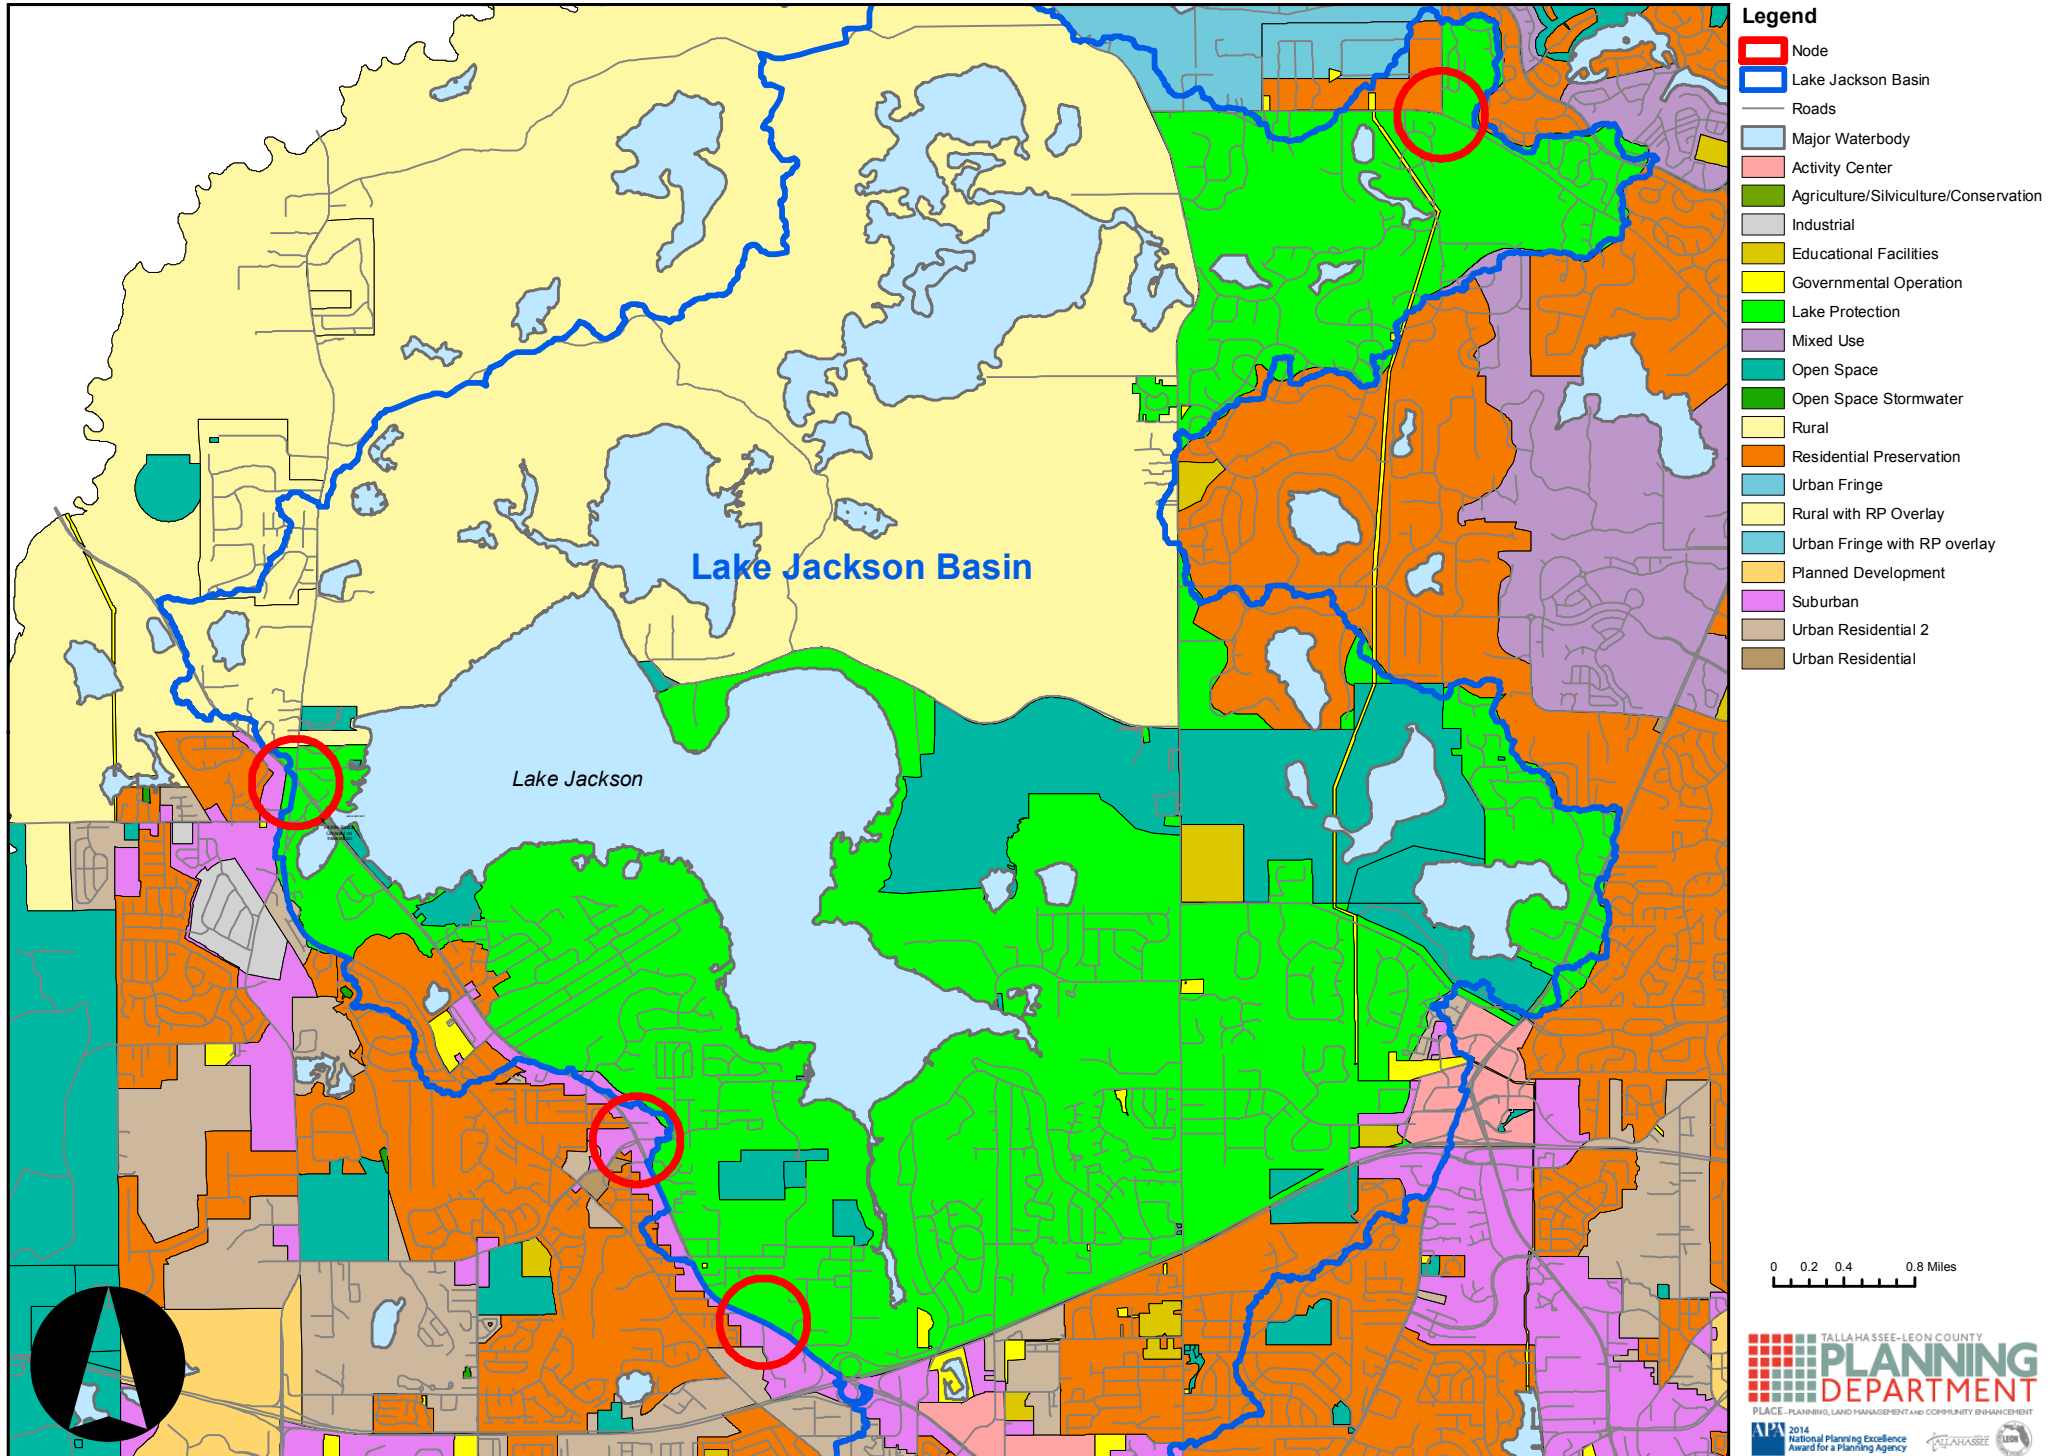 Legend
Node
Lake Jackson Basin
Roads
Major Waterbody
Activity Center
Agriculture/Silviculture/Conservation
Industrial
Educational Facilities
Governmental Operation
Lake Protection
Mixed Use
Open Space
Open Space Stormwater
Rural
Residential Preservation
Urban Fringe
Rural with RP Overlay
Urban Fringe with RP overlay
Planned Development
Suburban
Urban Residential 2
Urban Residential
Lake Jackson Basin
Lake Jackson
0 0.2 0.4 0.8 Miles
TALLAHASSEE-LEON COUNTY
PLANNING
DEPARTMENT
PLACE-PLANNING, LAND MANAGEMENT AND COMMUNITY ENHANCEMENT
APA 2014
National Planning Excellence
Award for a Planning Agency
TALLAHASSEE
LEON